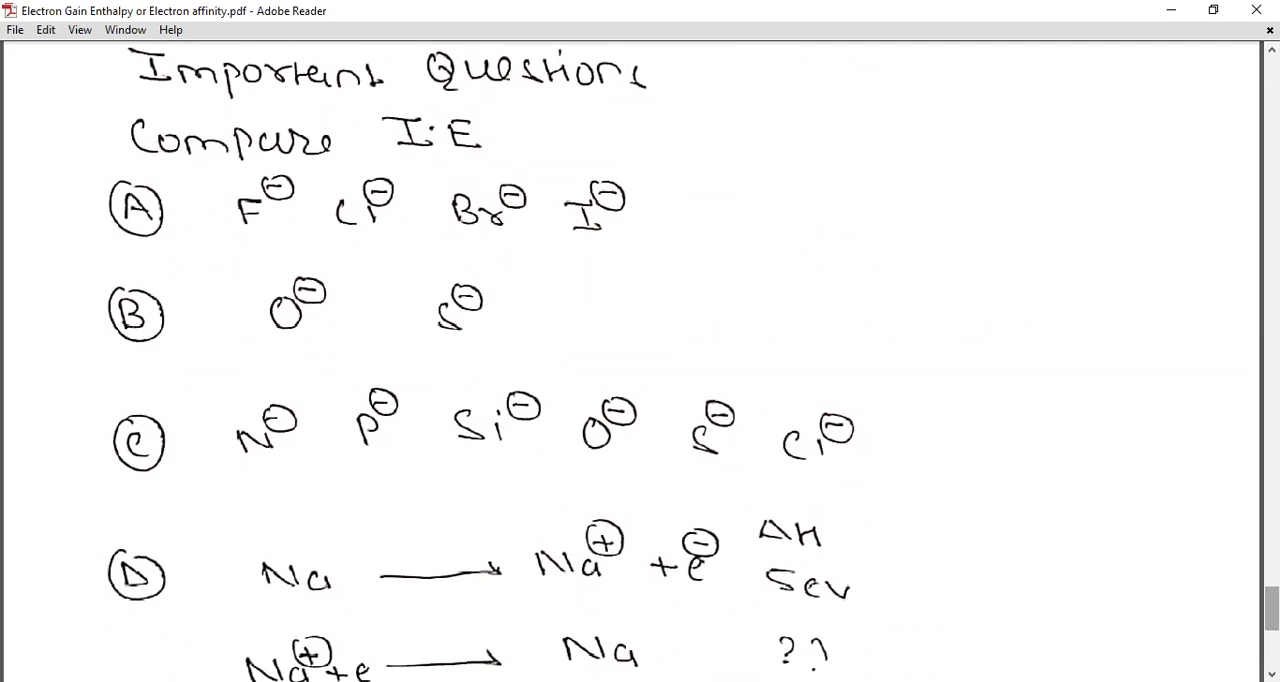 Electron Gain Enthalpy or Electron affinity.pdf - Adobe Reader
File Edit View Window Help
Important Questions
Compare I.E
(A) F⊖ Cl⊖ Br⊖ I⊖
(B) O⊖ S⊖
(C) N⊖ P⊖ Si⊖ O⊖ S⊖ Cl⊖
ΔH
(D) Na ⟶ Na⊕ + e⊖ 5ev
Na⊕ + e ⟶ Na ??